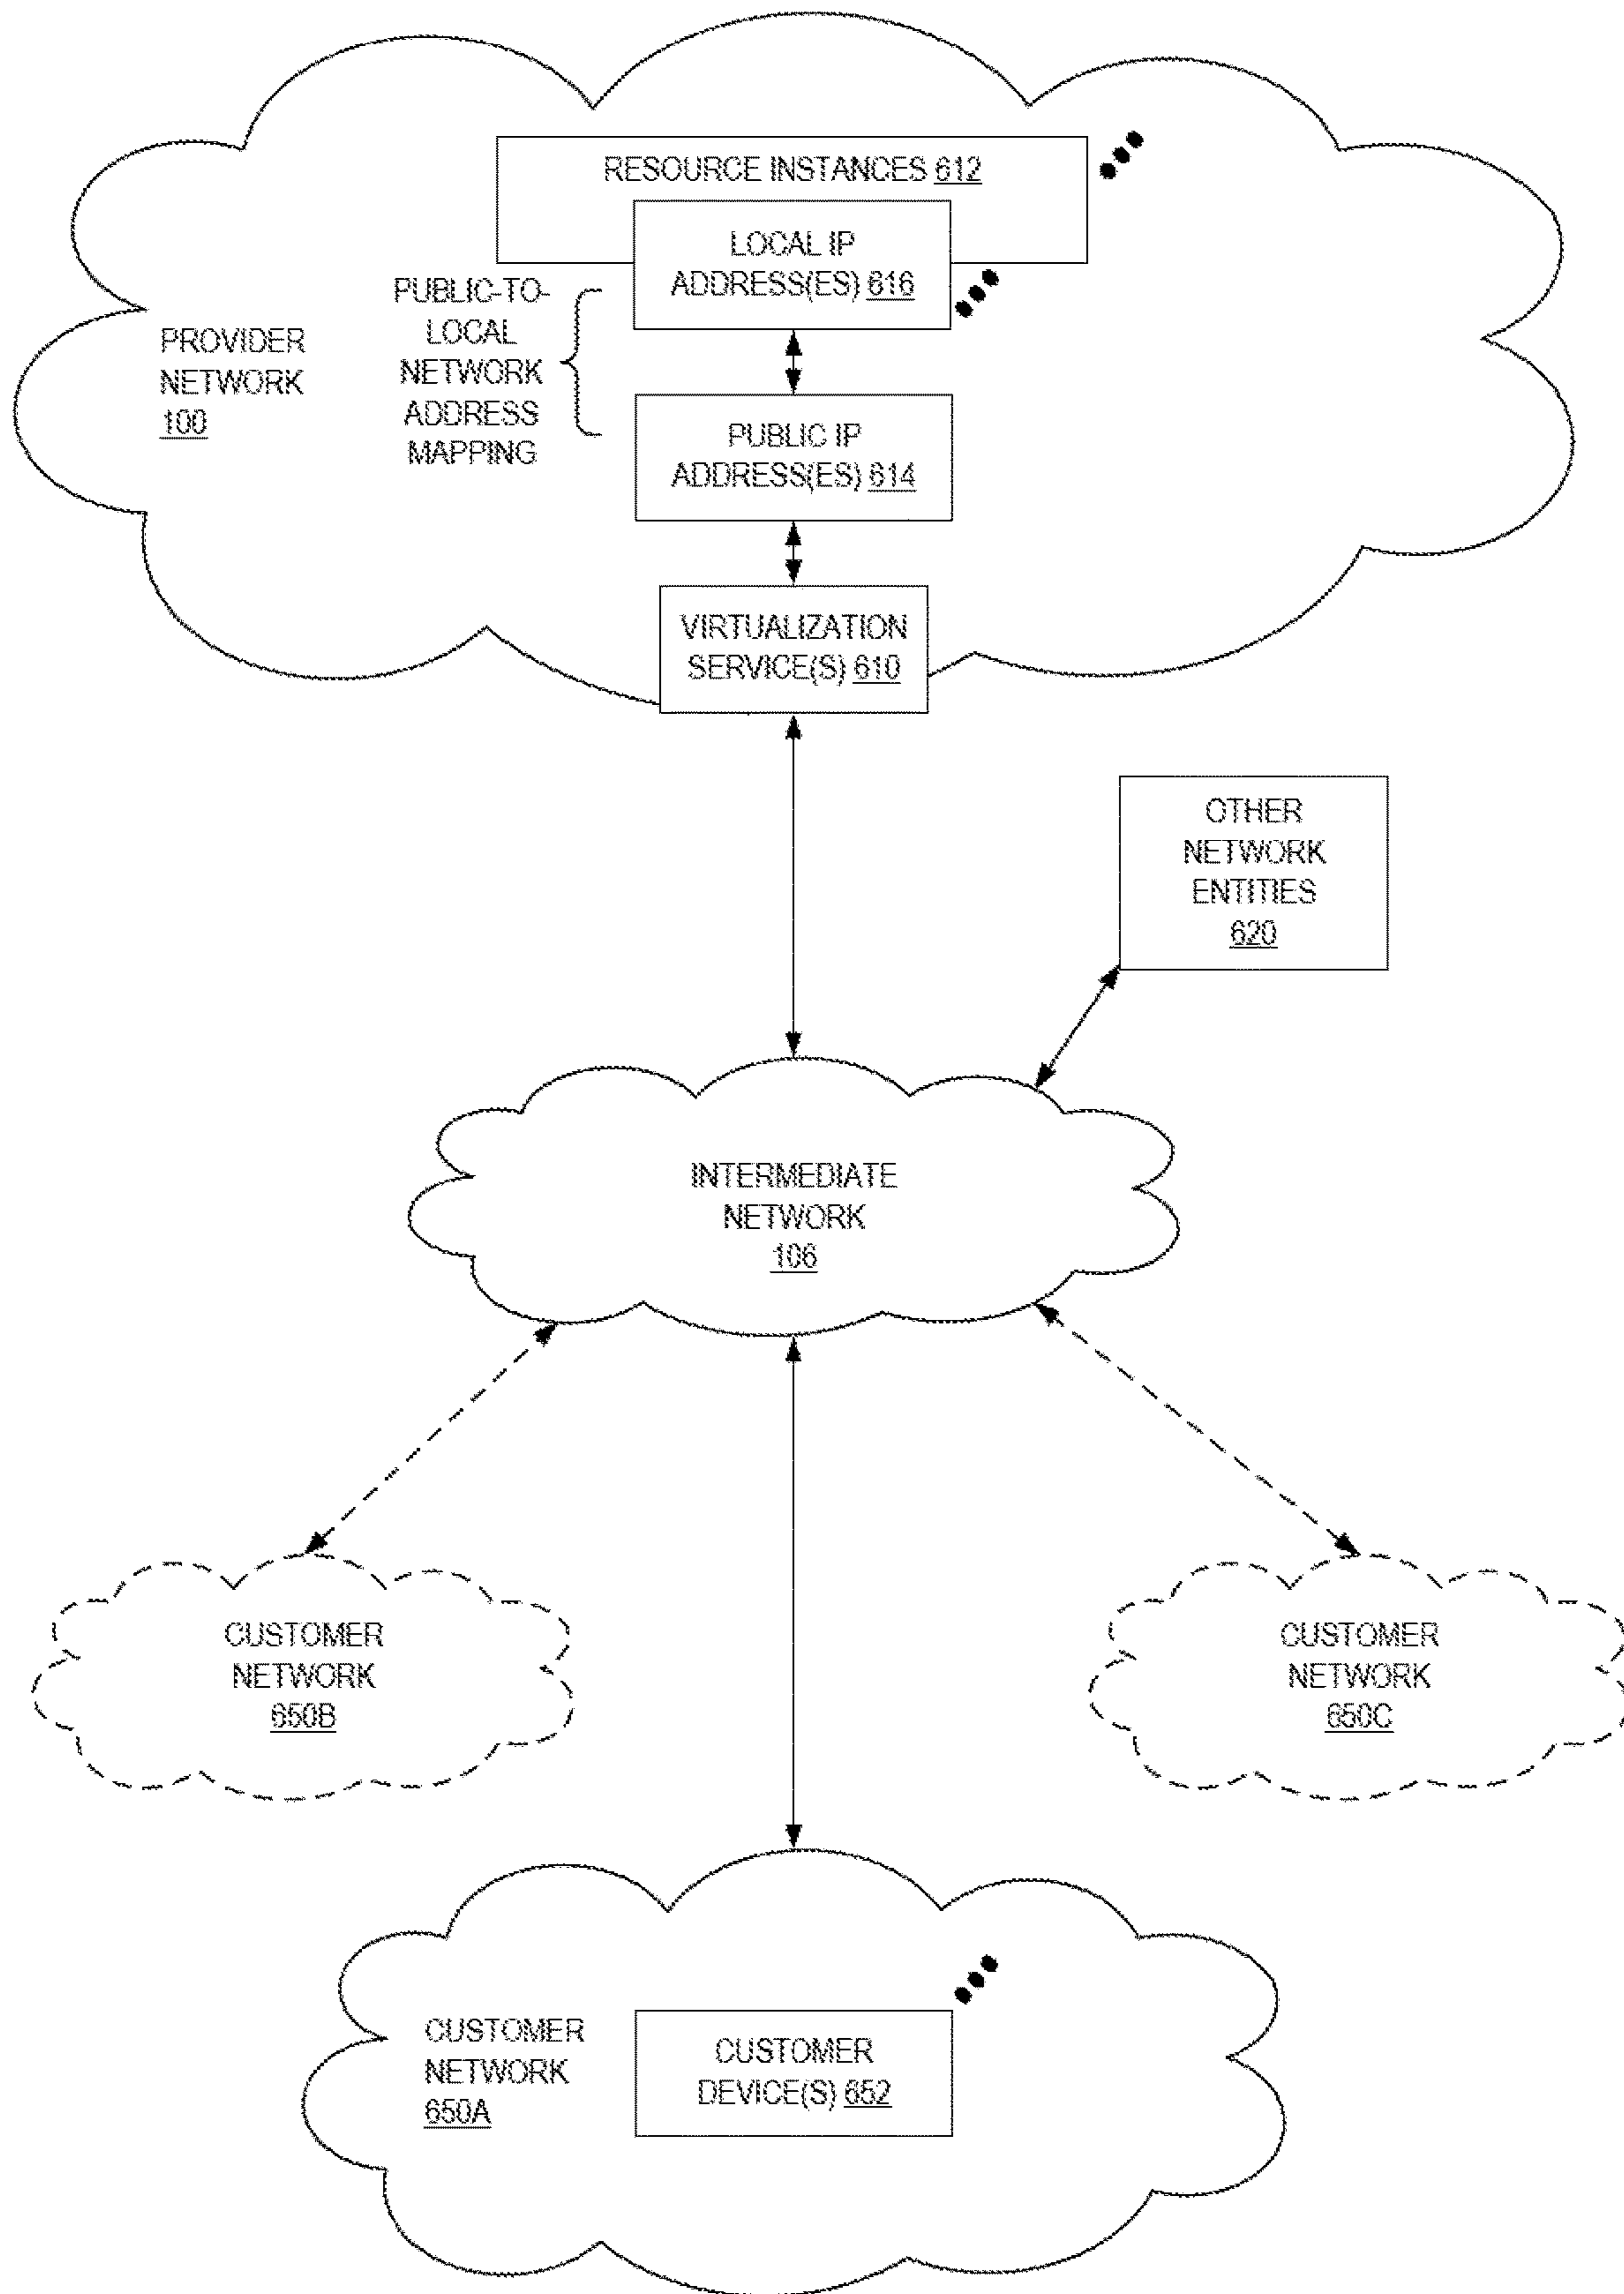 RESOURCE INSTANCES 612
LOCAL IP
ADDRESS(ES) 616
PUBLIC-TO-
LOCAL
NETWORK
ADDRESS
MAPPING
PROVIDER
NETWORK
100
PUBLIC IP
ADDRESS(ES) 614
VIRTUALIZATION
SERVICE(S) 610
OTHER
NETWORK
ENTITIES
620
INTERMEDIATE
NETWORK
106
CUSTOMER
NETWORK
650B
CUSTOMER
NETWORK
650C
CUSTOMER
NETWORK
650A
CUSTOMER
DEVICE(S) 652